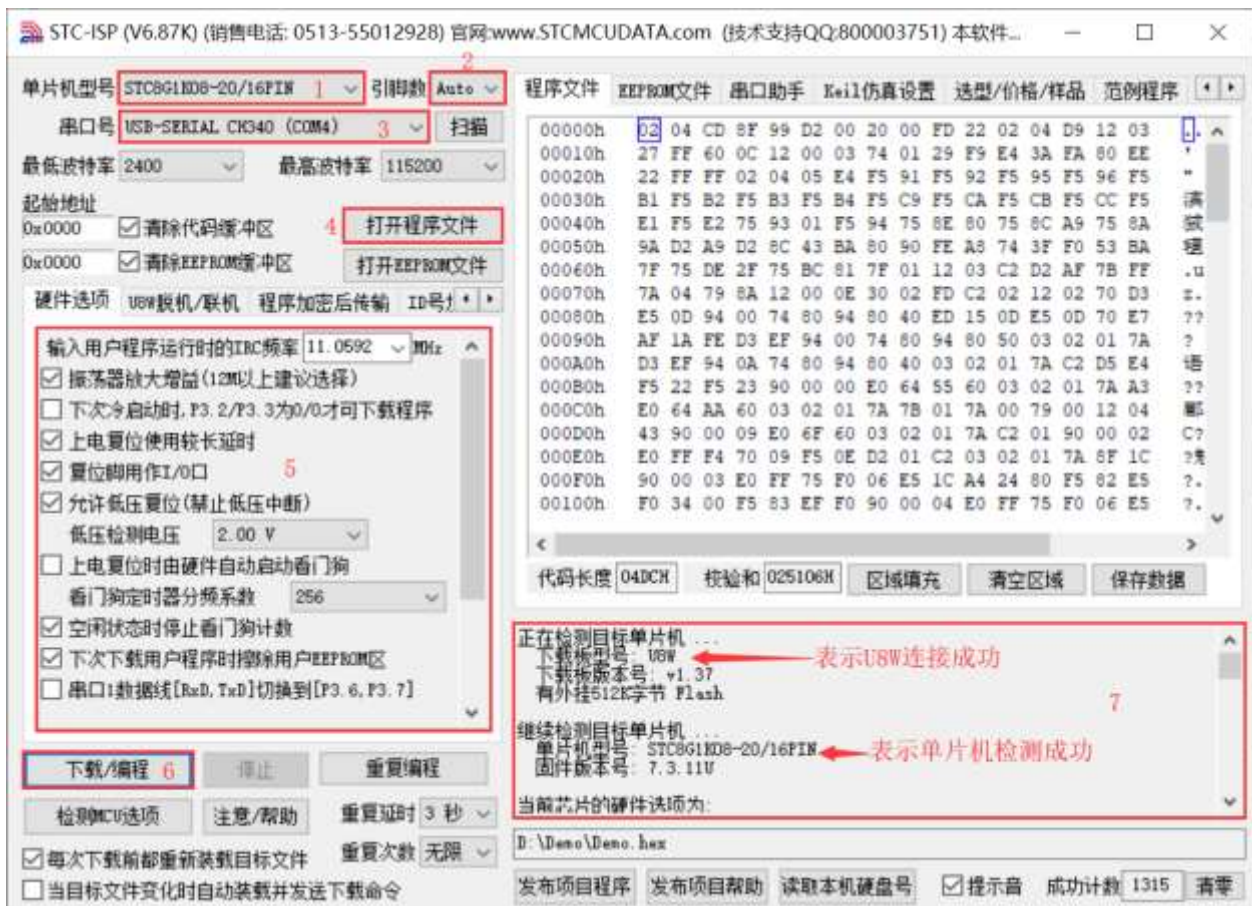 STC-ISP (V6.87K) (销售电话: 0513-55012928) 官网:www.STCMCUDATA.com (技术支持QQ:800003751) 本软件...
2
单片机型号 STC8G1K08-20/16PIN 1 引脚数 Auto
串口号 USB-SERIAL CH340 (COM4) 3 扫描
最低波特率 2400 最高波特率 115200
起始地址
0x0000 清除代码缓冲区 4 打开程序文件
0x0000 清除EEPROM缓冲区 打开EEPROM文件
硬件选项 U8W脱机/联机 程序加密后传输
输入用户程序运行时的IRC频率 11.0592 MHz
振荡器放大增益(12M以上建议选择)
下次冷启动时,P3.2/P3.3为0/0才可下载程序
上电复位使用较长延时
复位脚用作I/O口 5
允许低压复位(禁止低压中断)
低压检测电压 2.00 V
上电复位时由硬件自动启动看门狗
看门狗定时器分频系数 256
空闲状态时停止看门狗计数
下次下载用户程序时擦除用户EEPROM区
串口1数据线[RxD,TxD]切换到[P3.6,P3.7]
下载/编程 6 停止 重复编程
检测MCU选项 注意/帮助 重复延时 3 秒
每次下载前都重新装载目标文件 重复次数 无限
当目标文件变化时自动装载并发送下载命令
程序文件 EEPROM文件 串口助手 Keil仿真设置 选型/价格/样品 范例程序
00000h 02 04 CD 8F 99 D2 00 20 00 FD 22 02 04 D9 12 03
00010h 27 FF 60 0C 12 00 03 74 01 29 F9 E4 3A FA 80 EE
00020h 22 FF FF 02 04 05 E4 F5 91 F5 92 F5 95 F5 96 F5
00030h B1 F5 B2 F5 B3 F5 B4 F5 C9 F5 CA F5 CB F5 CC F5
00040h E1 F5 E2 75 93 01 F5 94 75 8E 80 75 8C A9 75 8A
00050h 9A D2 A9 D2 8C 43 BA 80 90 FE A8 74 3F F0 53 BA
00060h 7F 75 DE 2F 75 BC 81 7F 01 12 03 C2 D2 AF 7B FF .u
00070h 7A 04 79 8A 12 00 0E 30 02 FD C2 02 12 02 70 D3
00080h E5 0D 94 00 74 80 94 80 40 ED 15 0D E5 0D 70 E7 ??
00090h AF 1A FE D3 EF 94 00 74 80 94 80 50 03 02 01 7A ?
000A0h D3 EF 94 0A 74 80 94 80 40 03 02 01 7A C2 D5 E4 语
000B0h F5 22 F5 23 90 00 00 E0 64 55 60 03 02 01 7A A3 ??
000C0h E0 64 AA 60 03 02 01 7A 7B 01 7A 00 79 00 12 04
000D0h 43 90 00 09 E0 6F 60 03 02 01 7A C2 01 90 00 02 C?
000E0h E0 FF F4 70 09 F5 0E D2 01 C2 03 02 01 7A 8F 1C
000F0h 90 00 03 E0 FF 75 F0 06 E5 1C A4 24 80 F5 82 E5 ?.
00100h F0 34 00 F5 83 EF F0 90 00 04 E0 FF 75 F0 06 E5 ?.
代码长度 04DCH 校验和 025106H 区域填充 清空区域 保存数据
正在检测目标单片机 ...
下载板型号: U8W 表示U8W连接成功
下载板版本号: v1.37
有外挂512K字节 Flash 7
继续检测目标单片机 ...
单片机型号: STC8G1K08-20/16PIN 表示单片机检测成功
固件版本号: 7.3.11U
当前芯片的硬件选项为:
D:\Demo\Demo.hex
发布项目程序 发布项目帮助 读取本机硬盘号 提示音 成功计数 1315 清零